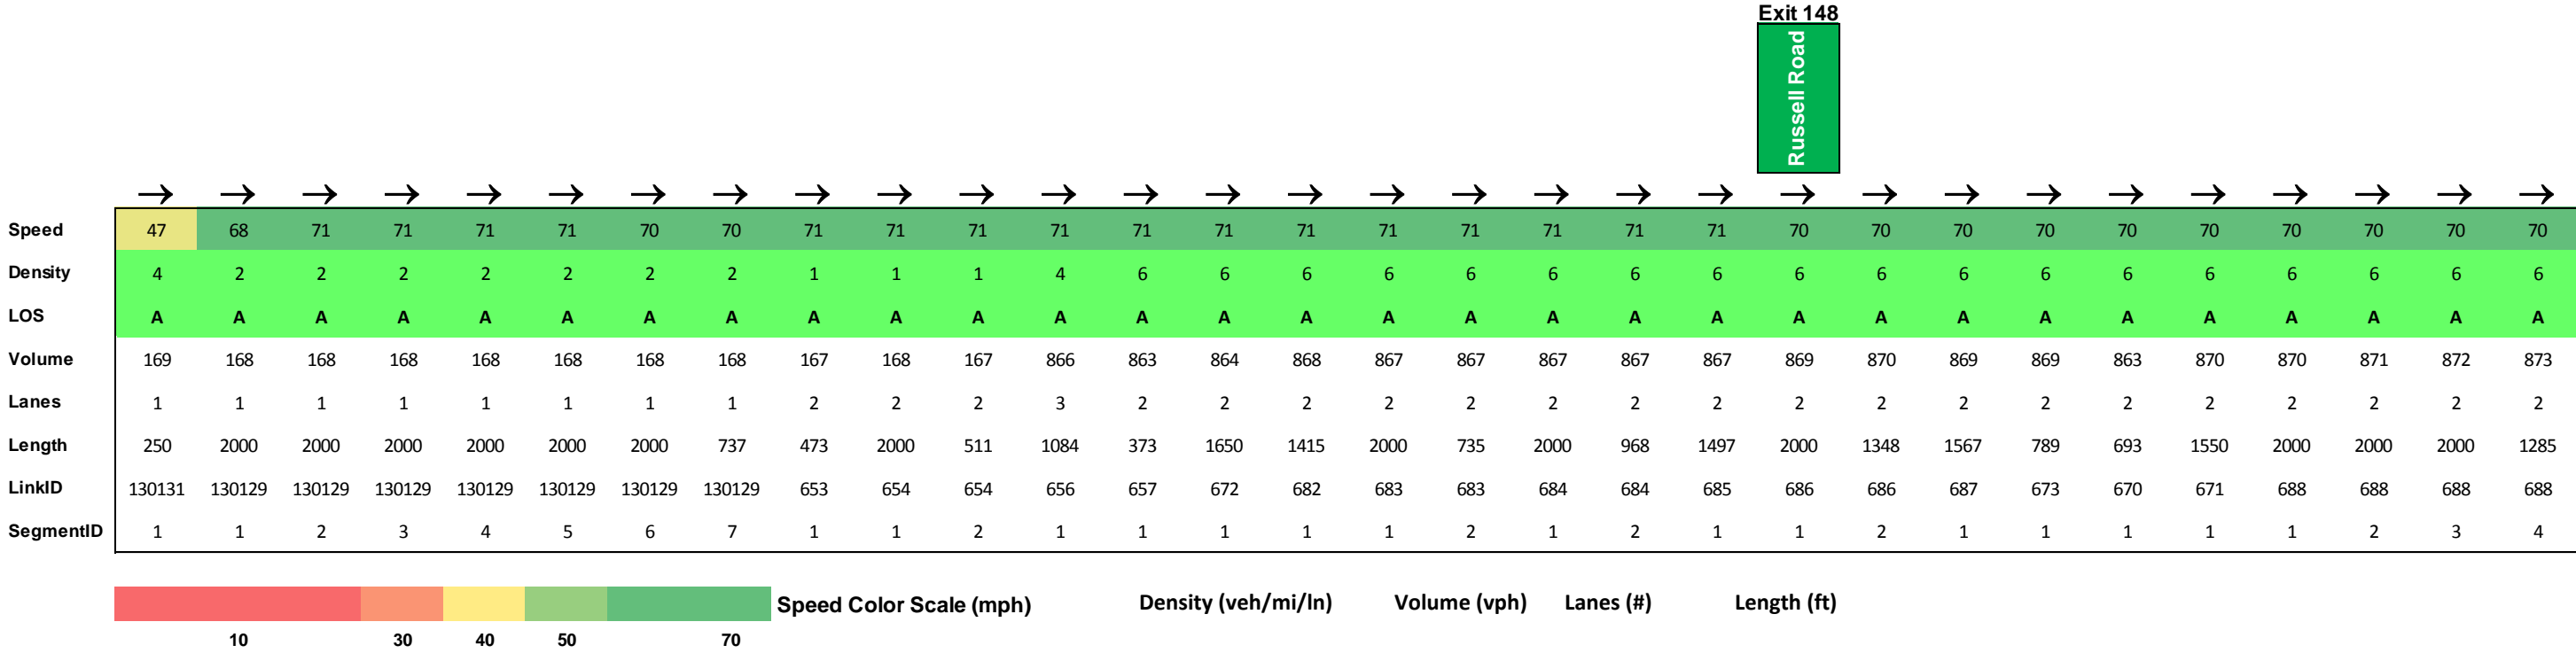 Exit 148
Russell Road
→ → → → → → → → → → → → → → → → → → → → → → → → → → → → → →
Speed 47 68 71 71 71 71 70 70 71 71 71 71 71 71 71 71 71 71 71 71 70 70 70 70 70 70 70 70 70 70
Density 4 2 2 2 2 2 2 2 1 1 1 4 6 6 6 6 6 6 6 6 6 6 6 6 6 6 6 6 6 6
LOS A A A A A A A A A A A A A A A A A A A A A A A A A A A A A A
Volume 169 168 168 168 168 168 168 168 167 168 167 866 863 864 868 867 867 867 867 867 869 870 869 869 863 870 870 871 872 873
Lanes 1 1 1 1 1 1 1 1 2 2 2 3 2 2 2 2 2 2 2 2 2 2 2 2 2 2 2 2 2 2
Length 250 2000 2000 2000 2000 2000 2000 737 473 2000 511 1084 373 1650 1415 2000 735 2000 968 1497 2000 1348 1567 789 693 1550 2000 2000 2000 1285
LinkID 130131 130129 130129 130129 130129 130129 130129 130129 653 654 654 656 657 672 682 683 683 684 684 685 686 686 687 673 670 671 688 688 688 688
SegmentID 1 1 2 3 4 5 6 7 1 1 2 1 1 1 1 1 2 1 2 1 1 2 1 1 1 1 1 2 3 4
Speed Color Scale (mph) Density (veh/mi/ln) Volume (vph) Lanes (#) Length (ft)
10 30 40 50 70